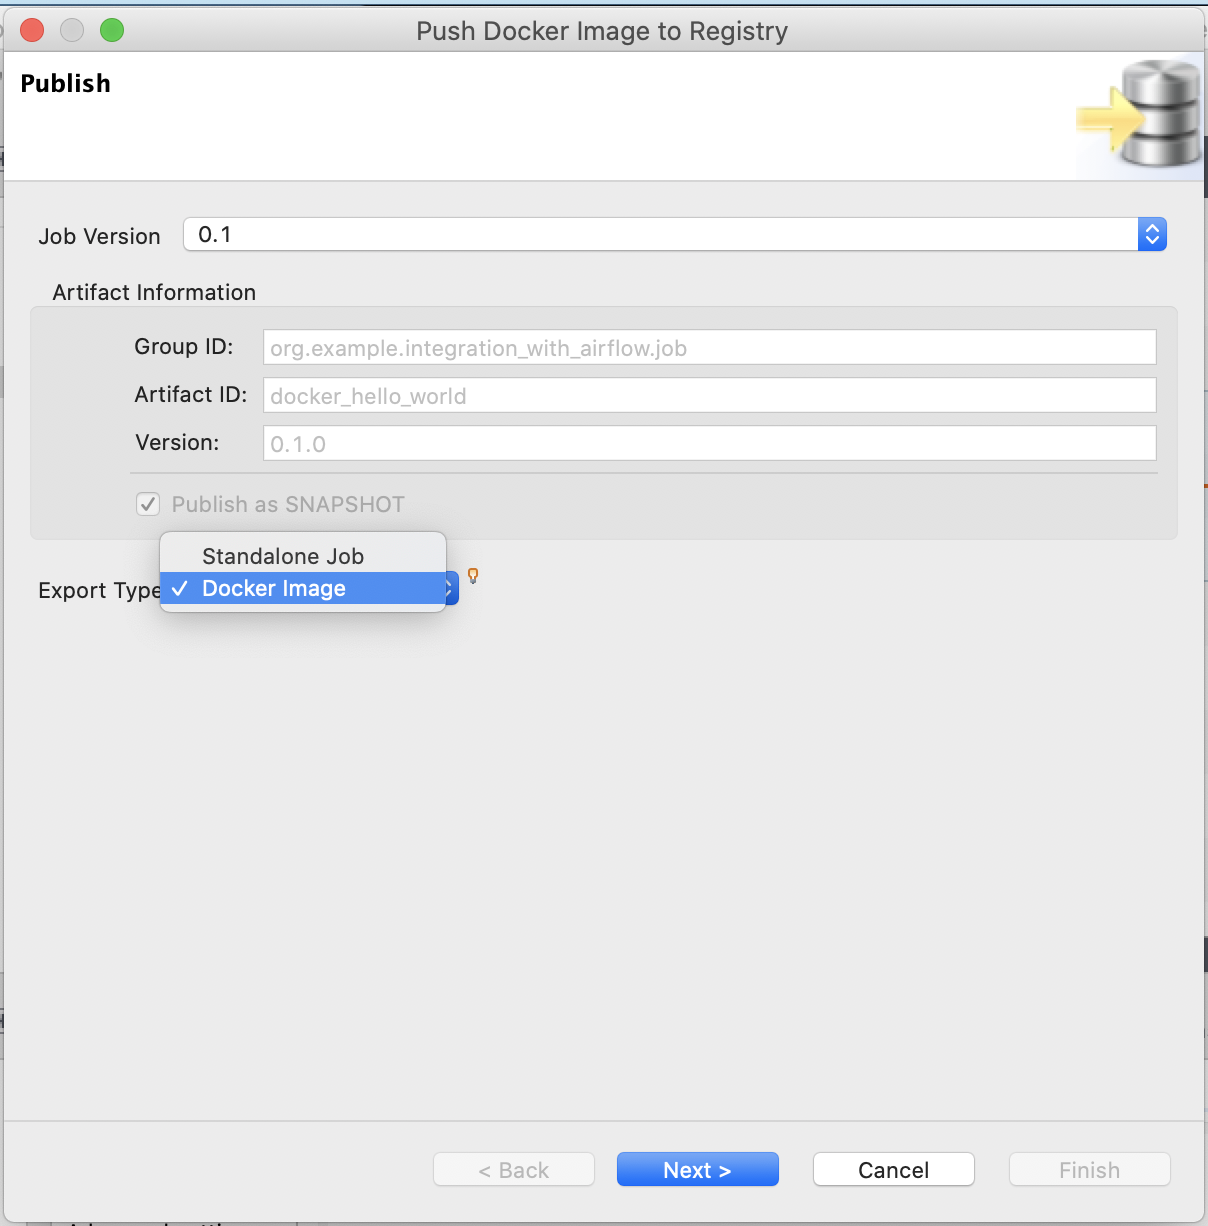 Push Docker Image to Registry
Publish
Job Version 0.1
Artifact Information
Group ID: org.example.integration_with_airflow.job
Artifact ID: docker_hello_world
Version: 0.1.0
Publish as SNAPSHOT
Standalone Job
Export Type ✓ Docker Image
< Back Next > Cancel Finish